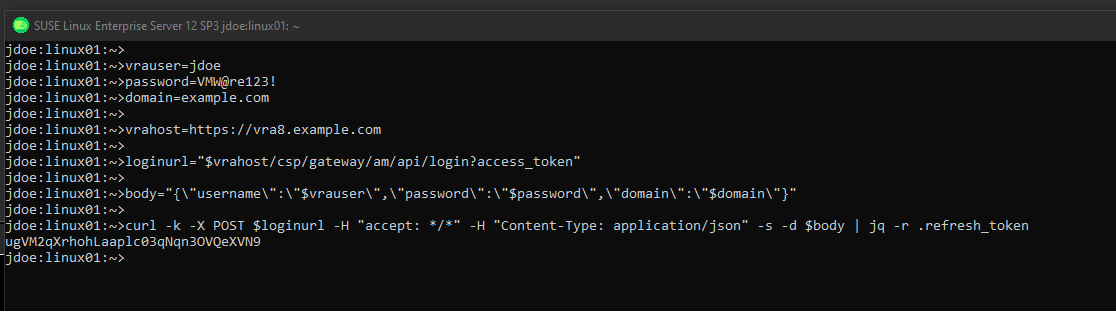 SUSE Linux Enterprise Server 12 SP3 jdoe:linux01: ~
jdoe:linux01:~>
jdoe:linux01:~>vrauser=jdoe
jdoe:linux01:~>password=VMW@re123!
jdoe:linux01:~>domain=example.com
jdoe:linux01:~>
jdoe:linux01:~>vrahost=https://vra8.example.com
jdoe:linux01:~>
jdoe:linux01:~>loginurl="$vrahost/csp/gateway/am/api/login?access_token"
jdoe:linux01:~>
jdoe:linux01:~>body="{\"username\":\"$vrauser\",\"password\":\"$password\",\"domain\":\"$domain\"}"
jdoe:linux01:~>
jdoe:linux01:~>curl -k -X POST $loginurl -H "accept: */*" -H "Content-Type: application/json" -s -d $body | jq -r .refresh_token
ugVM2qXrhohLaaplc03qNqn3OVQeXVN9
jdoe:linux01:~>